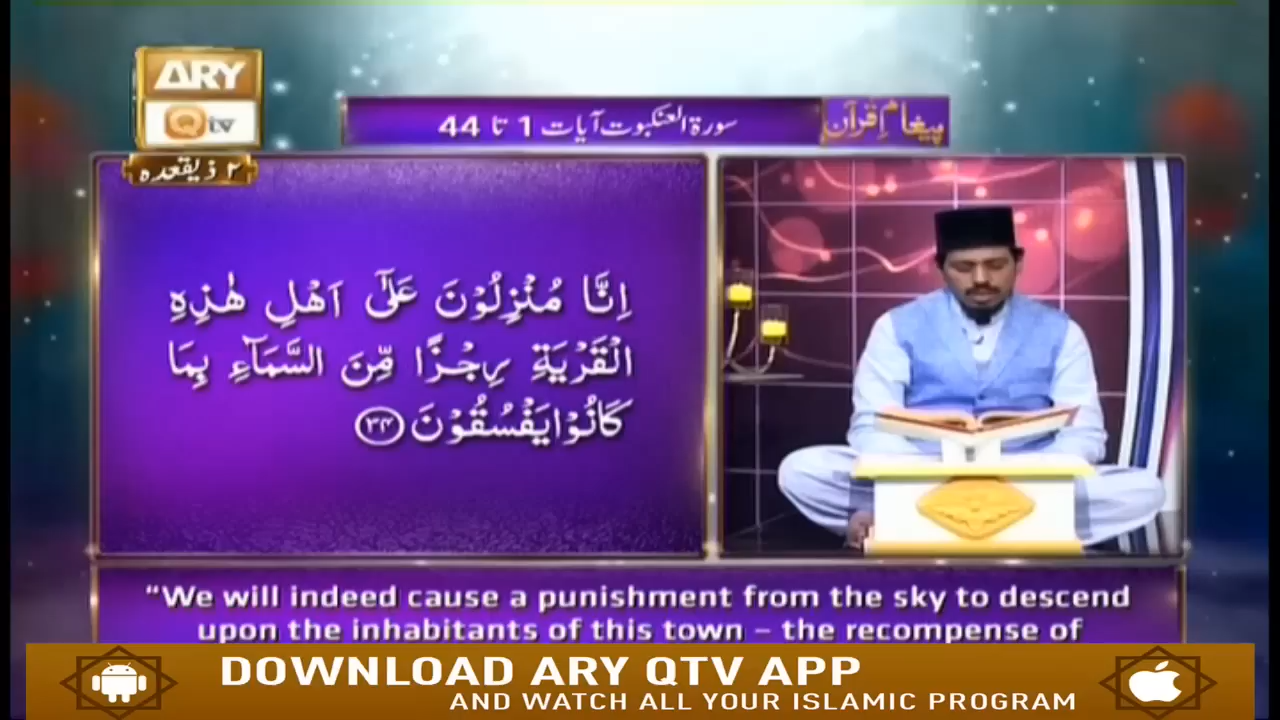 ARY
Qtv
۲ ذیقعدہ
پیغامِ قرآن
سورۃ العنکبوت آیات 1 تا 44
اِنَّا مُنْزِلُوْنَ عَلٰۤى اَهْلِ هٰذِهِ
الْقَرْیَةِ رِجْزًا مِّنَ السَّمَآءِ بِمَا
كَانُوْا یَفْسُقُوْنَ ۳۴
“We will indeed cause a punishment from the sky to descend
upon the inhabitants of this town – the recompense of
DOWNLOAD ARY QTV APP
AND WATCH ALL YOUR ISLAMIC PROGRAM